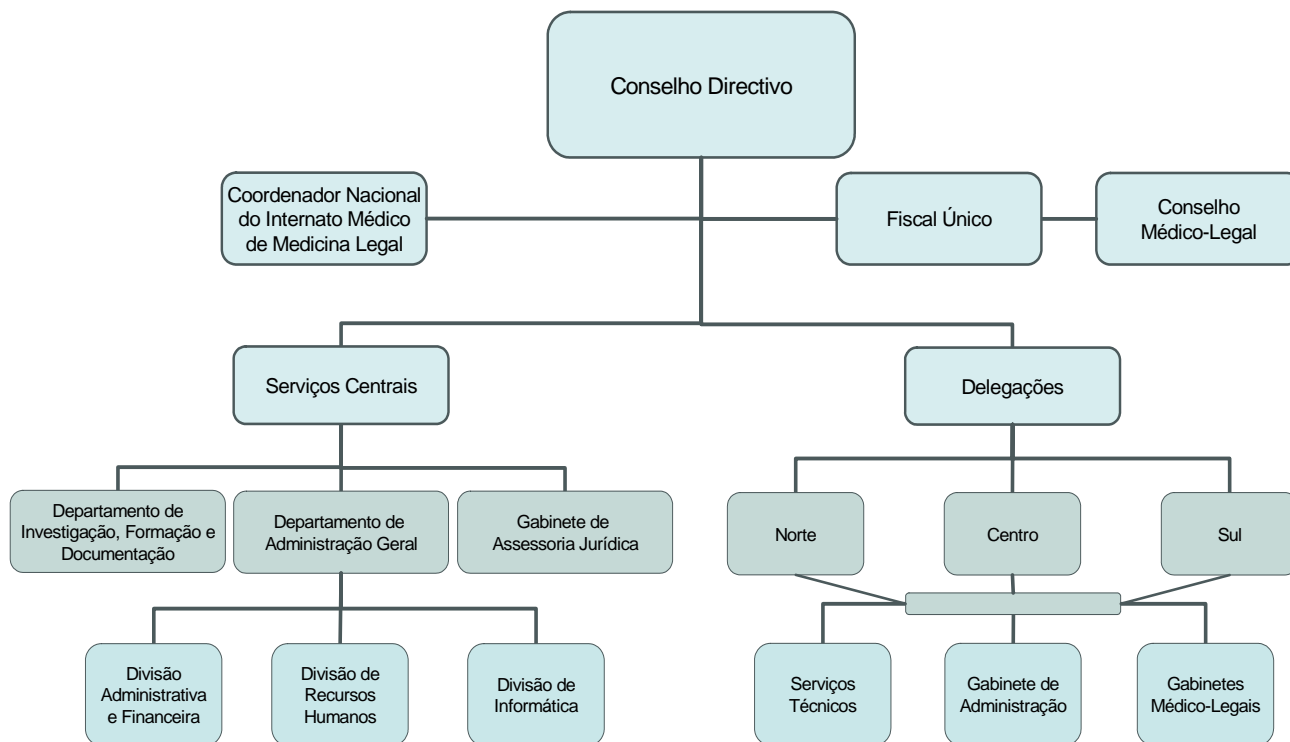 Conselho Directivo
Coordenador Nacional
do Internato Médico
de Medicina Legal
Fiscal Único
Conselho
Médico-Legal
Serviços Centrais
Delegações
Departamento de
Investigação, Formação e
Documentação
Departamento de
Administração Geral
Gabinete de
Assessoria Jurídica
Norte
Centro
Sul
Divisão
Administrativa
e Financeira
Divisão de
Recursos
Humanos
Divisão de
Informática
Serviços
Técnicos
Gabinete de
Administração
Gabinetes
Médico-Legais